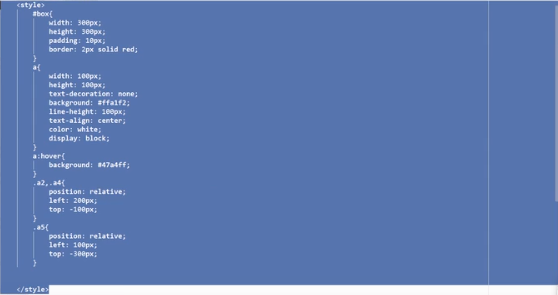 <style>
#box{
width: 300px;
height: 300px;
padding: 10px;
border: 2px solid red;
}
a{
width: 100px;
height: 100px;
text-decoration: none;
background: #ffa1f2;
line-height: 100px;
text-align: center;
color: white;
display: block;
}
a:hover{
background: #47a4ff;
}
.a2,.a4{
position: relative;
left: 200px;
top: -100px;
}
.a5{
position: relative;
left: 100px;
top: -300px;
}
</style>